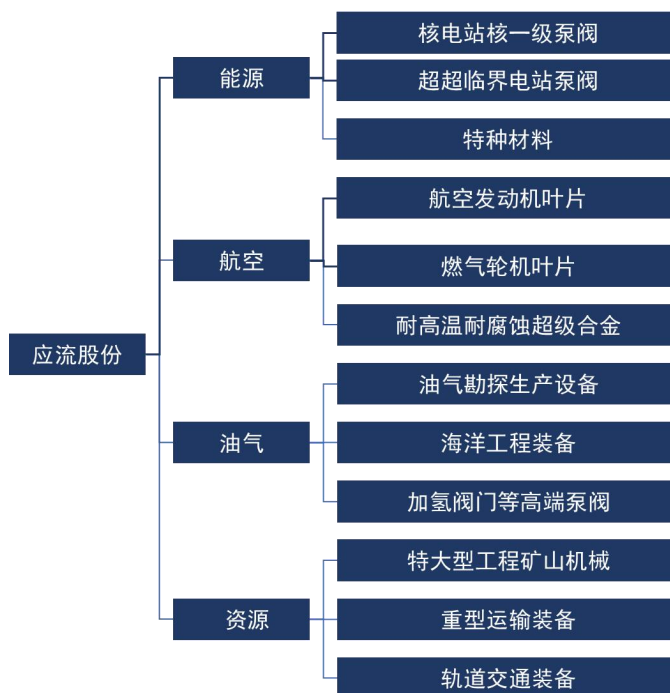 应流股份
能源
核电站核一级泵阀
超超临界电站泵阀
特种材料
航空
航空发动机叶片
燃气轮机叶片
耐高温耐腐蚀超级合金
油气
油气勘探生产设备
海洋工程装备
加氢阀门等高端泵阀
资源
特大型工程矿山机械
重型运输装备
轨道交通装备